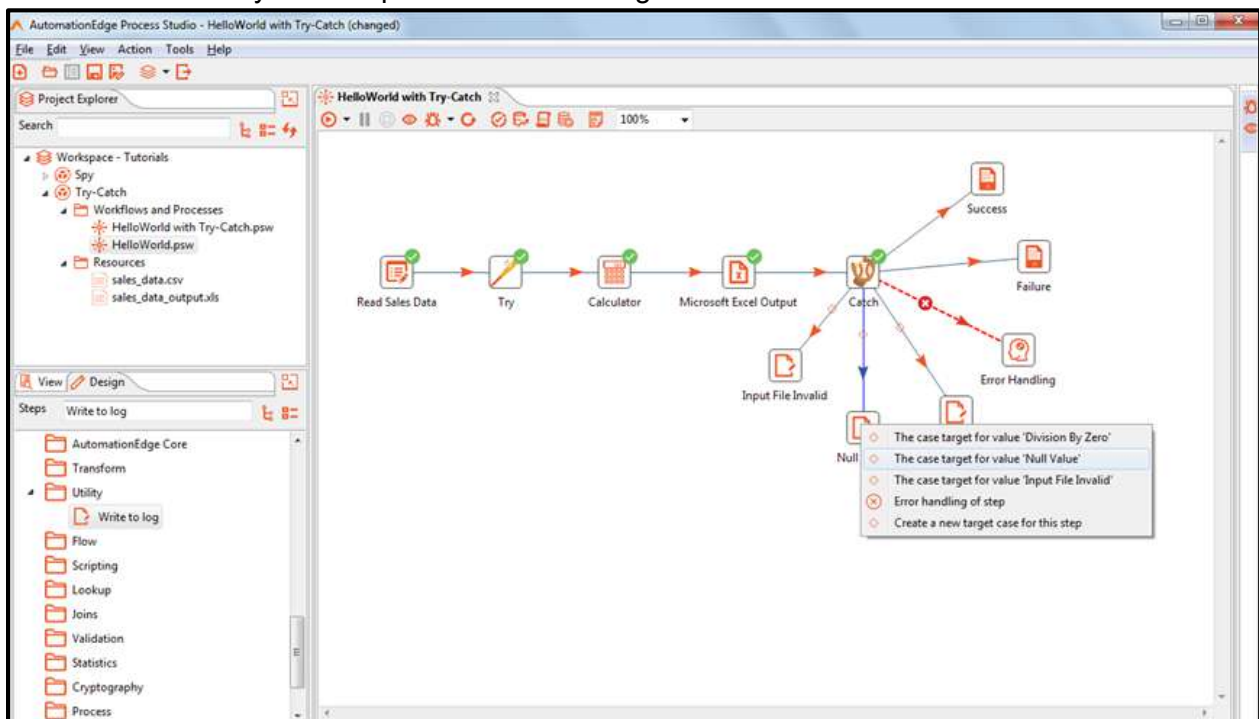 AutomationEdge Process Studio - HelloWorld with Try-Catch (changed)
File Edit View Action Tools Help
Project Explorer
Search
Workspace - Tutorials
Spy
Try-Catch
Workflows and Processes
HelloWorld with Try-Catch.psw
HelloWorld.psw
Resources
sales_data.csv
sales_data_output.xls
View Design
Steps Write to log
AutomationEdge Core
Transform
Utility
Write to log
Flow
Scripting
Lookup
Joins
Validation
Statistics
Cryptography
Process
HelloWorld with Try-Catch
100%
Success
Failure
Read Sales Data Try Calculator Microsoft Excel Output Catch
Error Handling
Input File Invalid
Null
The case target for value 'Division By Zero'
The case target for value 'Null Value'
The case target for value 'Input File Invalid'
Error handling of step
Create a new target case for this step